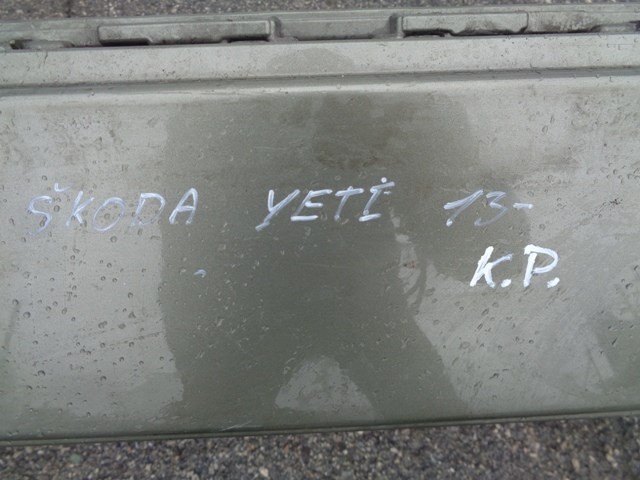 ŠKODA YETİ 13-
K.P.